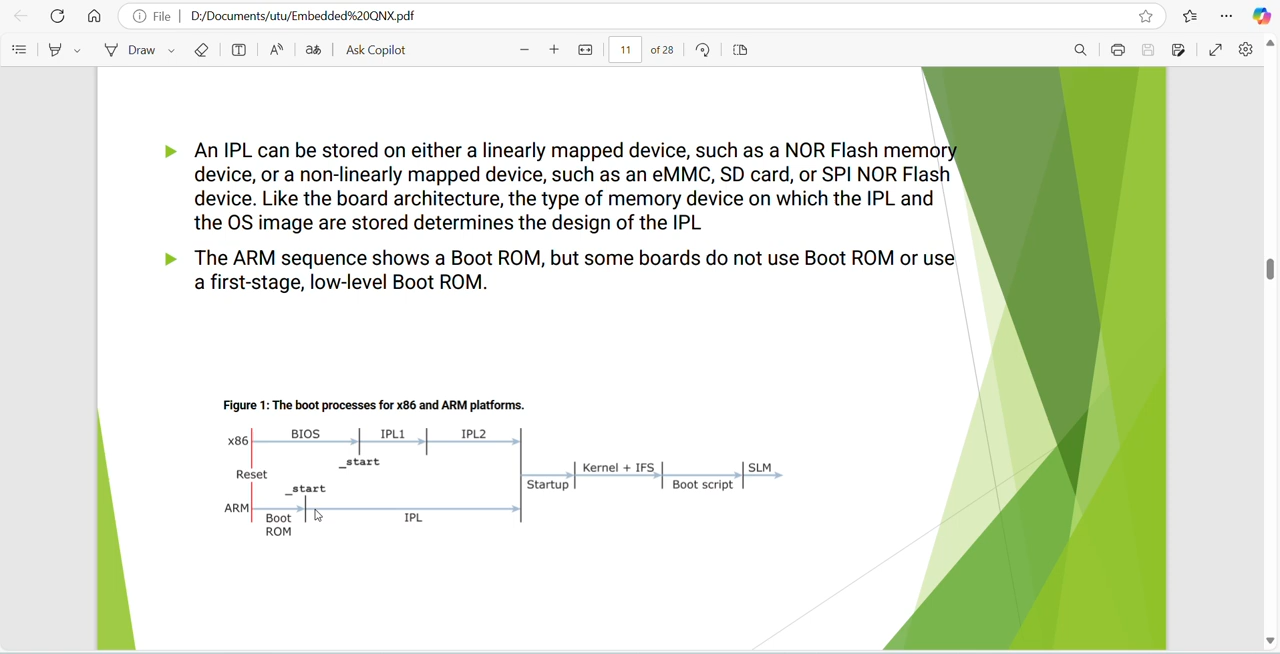 File
D:/Documents/utu/Embedded%20QNX.pdf
Draw
aあ
Ask Copilot
11
of 28
An IPL can be stored on either a linearly mapped device, such as a NOR Flash memory
device, or a non-linearly mapped device, such as an eMMC, SD card, or SPI NOR Flash
device. Like the board architecture, the type of memory device on which the IPL and
the OS image are stored determines the design of the IPL
The ARM sequence shows a Boot ROM, but some boards do not use Boot ROM or use
a first-stage, low-level Boot ROM.
Figure 1: The boot processes for x86 and ARM platforms.
x86
BIOS
IPL1
IPL2
_start
Reset
_start
ARM
Boot
ROM
IPL
Startup
Kernel + IFS
Boot script
SLM